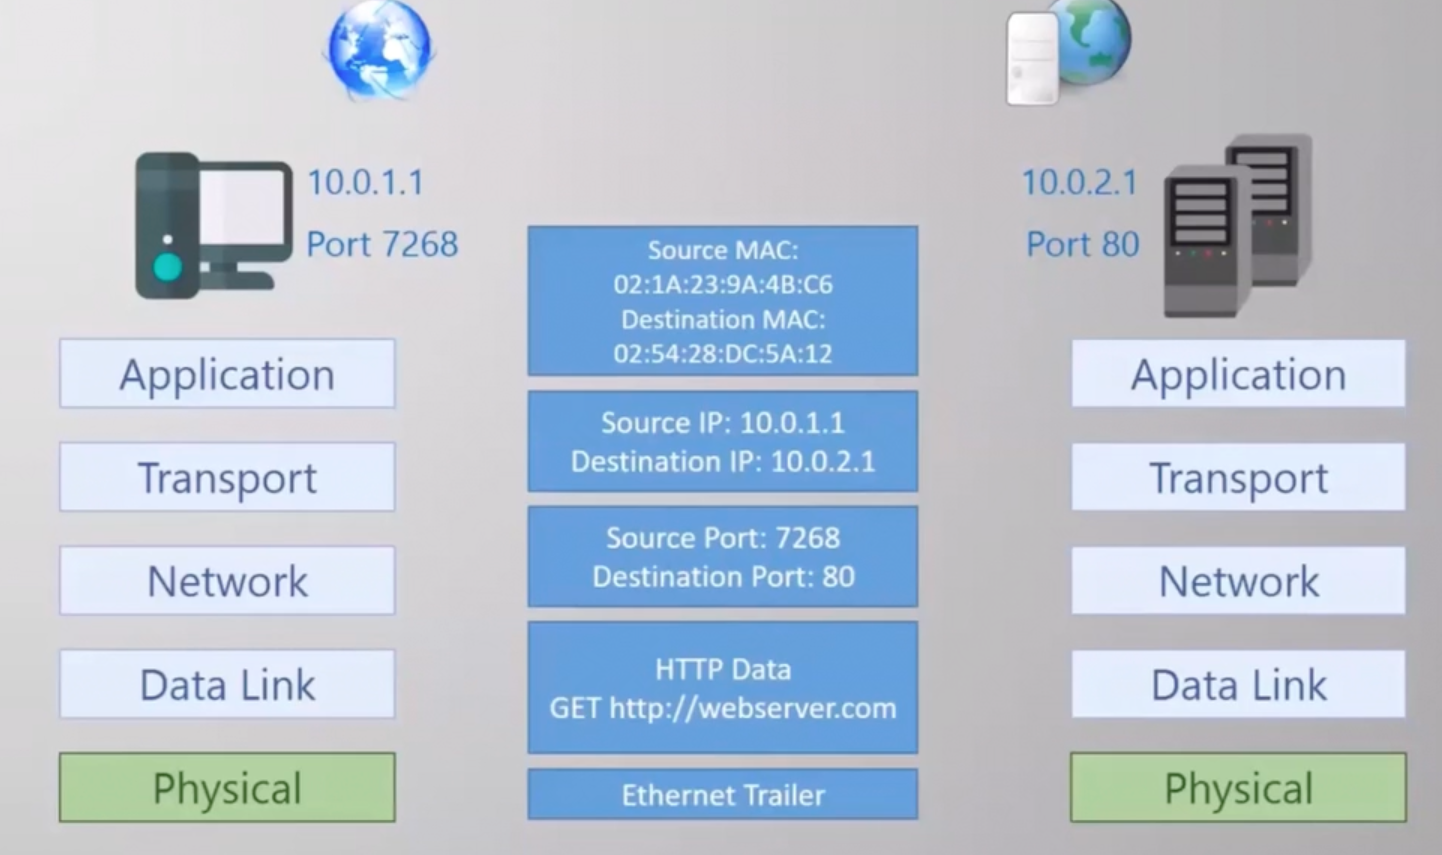 10.0.1.1
Port 7268
10.0.2.1
Port 80
Application
Transport
Network
Data Link
Physical
Source MAC:
02:1A:23:9A:4B:C6
Destination MAC:
02:54:28:DC:5A:12
Source IP: 10.0.1.1
Destination IP: 10.0.2.1
Source Port: 7268
Destination Port: 80
HTTP Data
GET http://webserver.com
Ethernet Trailer
Application
Transport
Network
Data Link
Physical